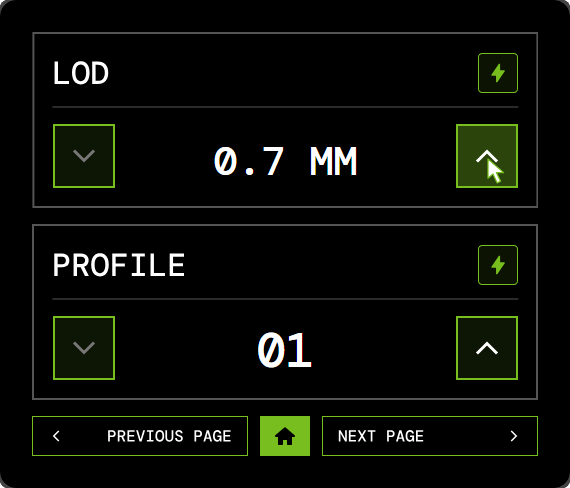 LOD
0.7 MM
PROFILE
01
PREVIOUS PAGE
NEXT PAGE